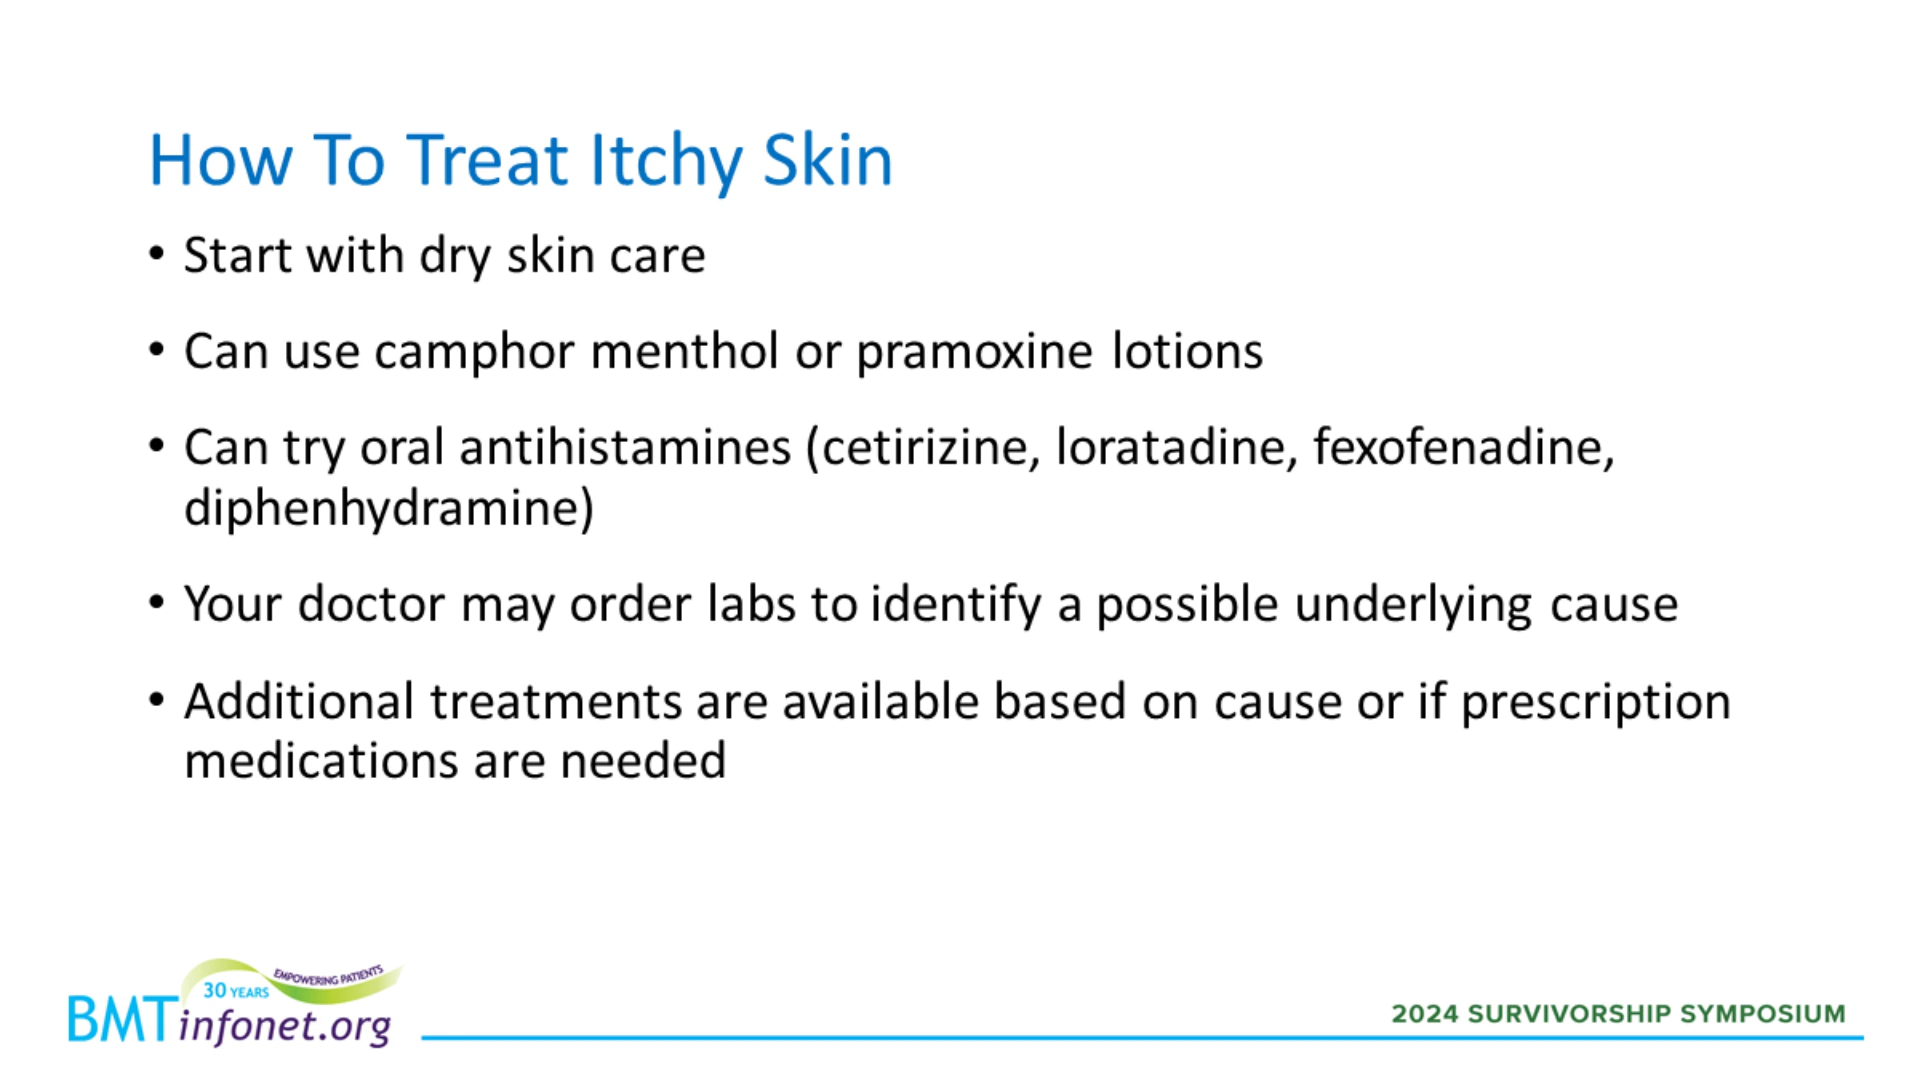 How To Treat Itchy Skin
• Start with dry skin care
• Can use camphor menthol or pramoxine lotions
• Can try oral antihistamines (cetirizine, loratadine, fexofenadine,
diphenhydramine)
• Your doctor may order labs to identify a possible underlying cause
• Additional treatments are available based on cause or if prescription
medications are needed
EMPOWERING PATIENTS
30 YEARS
BMTinfonet.org
2024 SURVIVORSHIP SYMPOSIUM